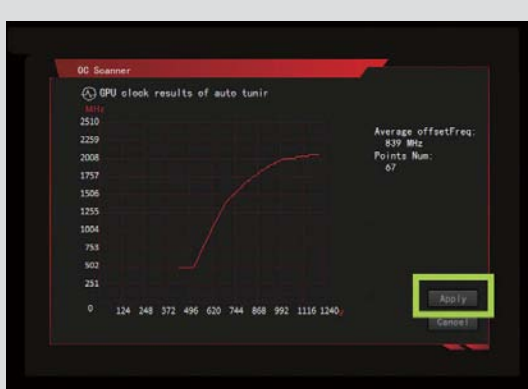 OC Scanner
GPU clock results of auto tunir
MHz
2510
2259
2008
1757
1506
1255
1004
753
502
251
0 124 248 372 496 620 744 868 992 1116 1240
Average offsetFreq:
839 MHz
Points Num:
67
Apply
Cancel